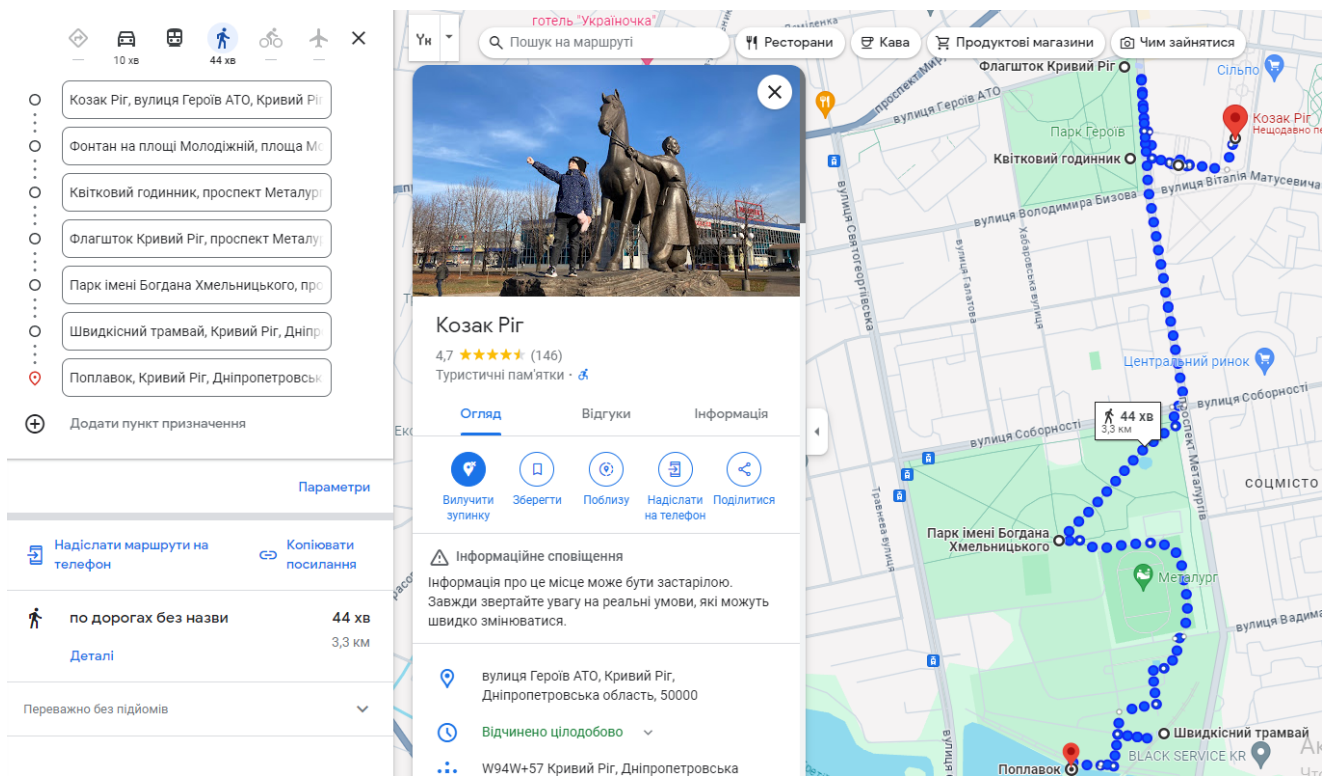 10 хв
44 хв
Козак Ріг, вулиця Героїв АТО, Кривий Ріг
Фонтан на площі Молодіжній, площа Мо
Квітковий годинник, проспект Металург
Флагшток Кривий Ріг, проспект Металу
Парк імені Богдана Хмельницького, про
Швидкісний трамвай, Кривий Ріг, Дніпр
Поплавок, Кривий Ріг, Дніпропетровськ
Додати пункт призначення
Параметри
Надіслати маршрути на
телефон
Копіювати
посилання
по дорогах без назви
44 хв
3,3 км
Деталі
Переважно без підйомів
Козак Ріг
4,7 (146)
Туристичні пам'ятки ·
Огляд
Відгуки
Інформація
Вилучити
зупинку
Зберегти
Поблизу
Надіслати
на телефон
Поділитися
Інформаційне сповіщення
Інформація про це місце може бути застарілою.
Завжди звертайте увагу на реальні умови, які можуть
швидко змінюватися.
вулиця Героїв АТО, Кривий Ріг,
Дніпропетровська область, 50000
Відчинено цілодобово
W94W+57 Кривий Ріг, Дніпропетровська
Ун
Пошук на маршруті
Ресторани
Кава
Продуктові магазини
Чим зайнятися
готель "Україночка"
Флагшток Кривий Ріг
Сільпо
проспект Мир
вулиця Героїв АТО
Парк Героїв
Козак Ріг
Нещодавно пе
Квітковий годинник
вулиця Віталія Матусевича
вулиця Володимира Бизова
вулиця Святогеоргіївська
вулиця Галатова
Хабаровська вулиця
Центральний ринок
вулиця Соборності
вулиця Соборності
44 хв
3,3 км
проспект Металургів
соцмісто
Травнева вулиця
Парк імені Богдана
Хмельницького
Металург
вулиця Вадима
Швидкісний трамвай
BLACK SERVICE KR
Поплавок